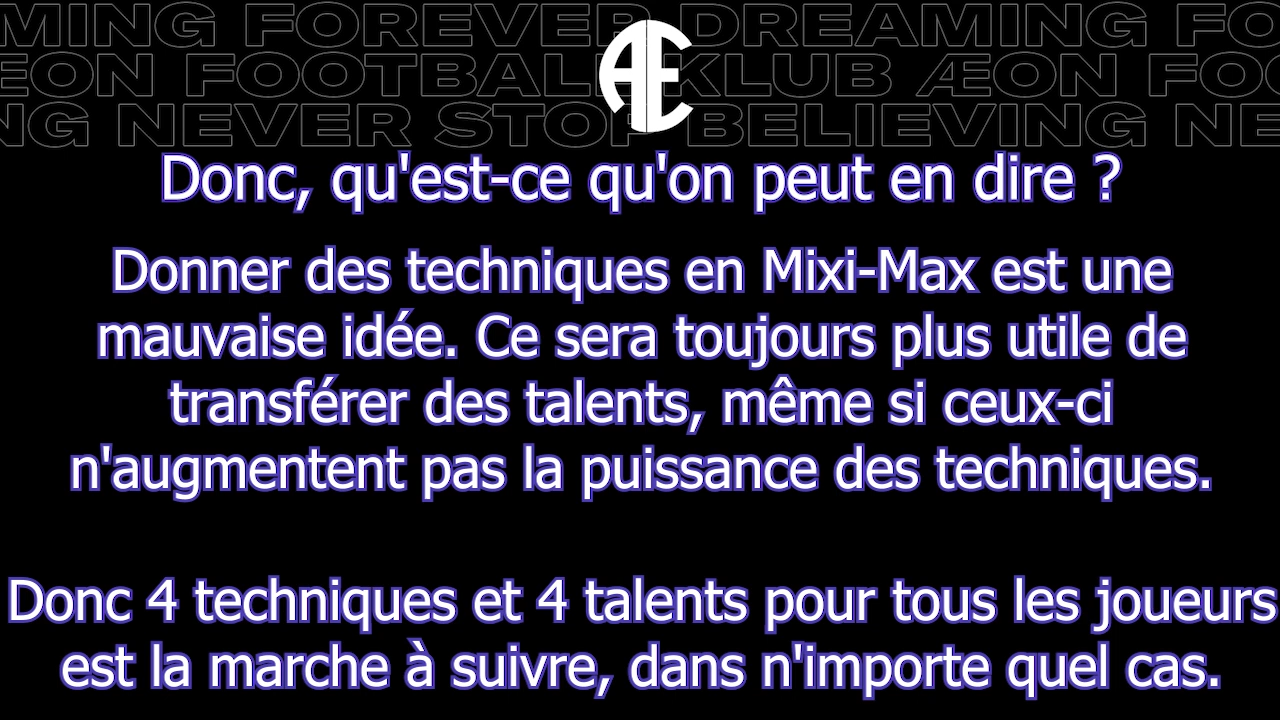 MING FOREVER DREAMING FO
ÆON FOOTBALL KLUB ÆON FOO
NG NEVER STOP BELIEVING NE
Æ
Donc, qu'est-ce qu'on peut en dire ?
Donner des techniques en Mixi-Max est une
mauvaise idée. Ce sera toujours plus utile de
transférer des talents, même si ceux-ci
n'augmentent pas la puissance des techniques.
Donc 4 techniques et 4 talents pour tous les joueurs
est la marche à suivre, dans n'importe quel cas.